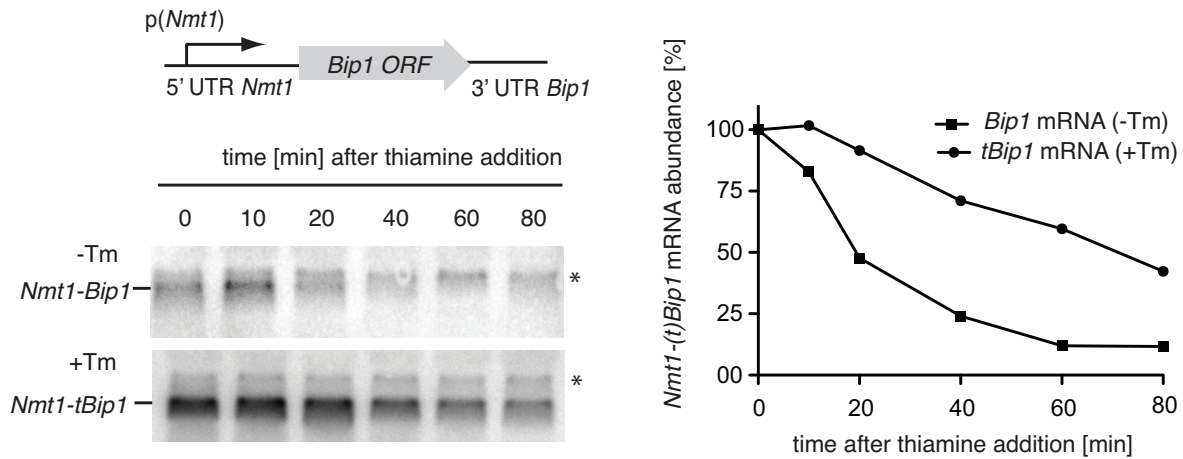 p(Nmt1)
Bip1 ORF
5' UTR Nmt1
3' UTR Bip1
time [min] after thiamine addition
0 10 20 40 60 80
-Tm
Nmt1-Bip1
*
+Tm
Nmt1-tBip1
*
Nmt1-(t)Bip1 mRNA abundance [%]
100
75
50
25
00
0 20 40 60 80
time after thiamine addition [min]
Bip1 mRNA (-Tm)
tBip1 mRNA (+Tm)